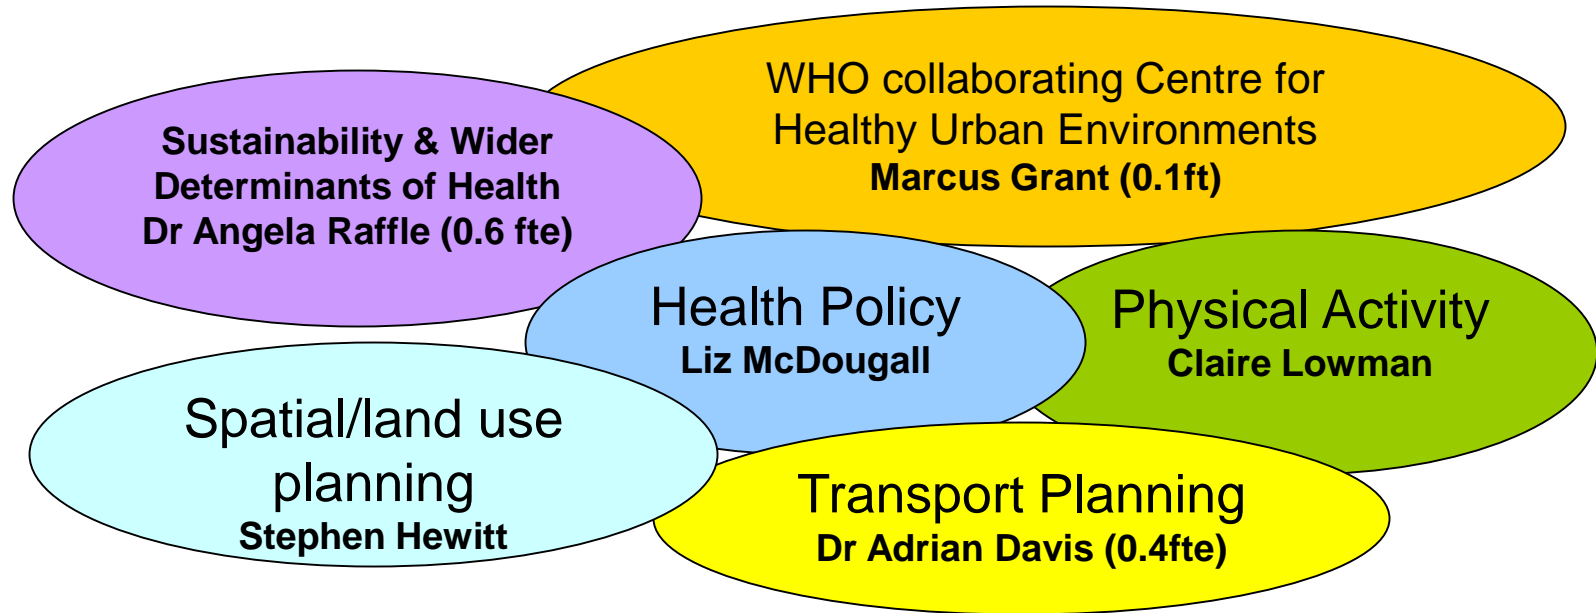 Sustainability & Wider
Determinants of Health
Dr Angela Raffle (0.6 fte)
WHO collaborating Centre for
Healthy Urban Environments
Marcus Grant (0.1ft)
Health Policy
Liz McDougall
Physical Activity
Claire Lowman
Spatial/land use
planning
Stephen Hewitt
Transport Planning
Dr Adrian Davis (0.4fte)